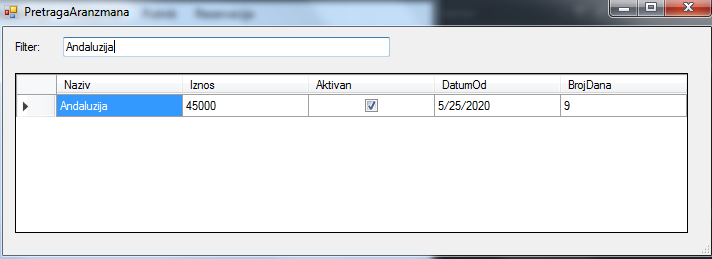 PretragaAranzmana
Filter: Andaluzija
Naziv Iznos Aktivan DatumOd BrojDana
Andaluzija 45000 5/25/2020 9